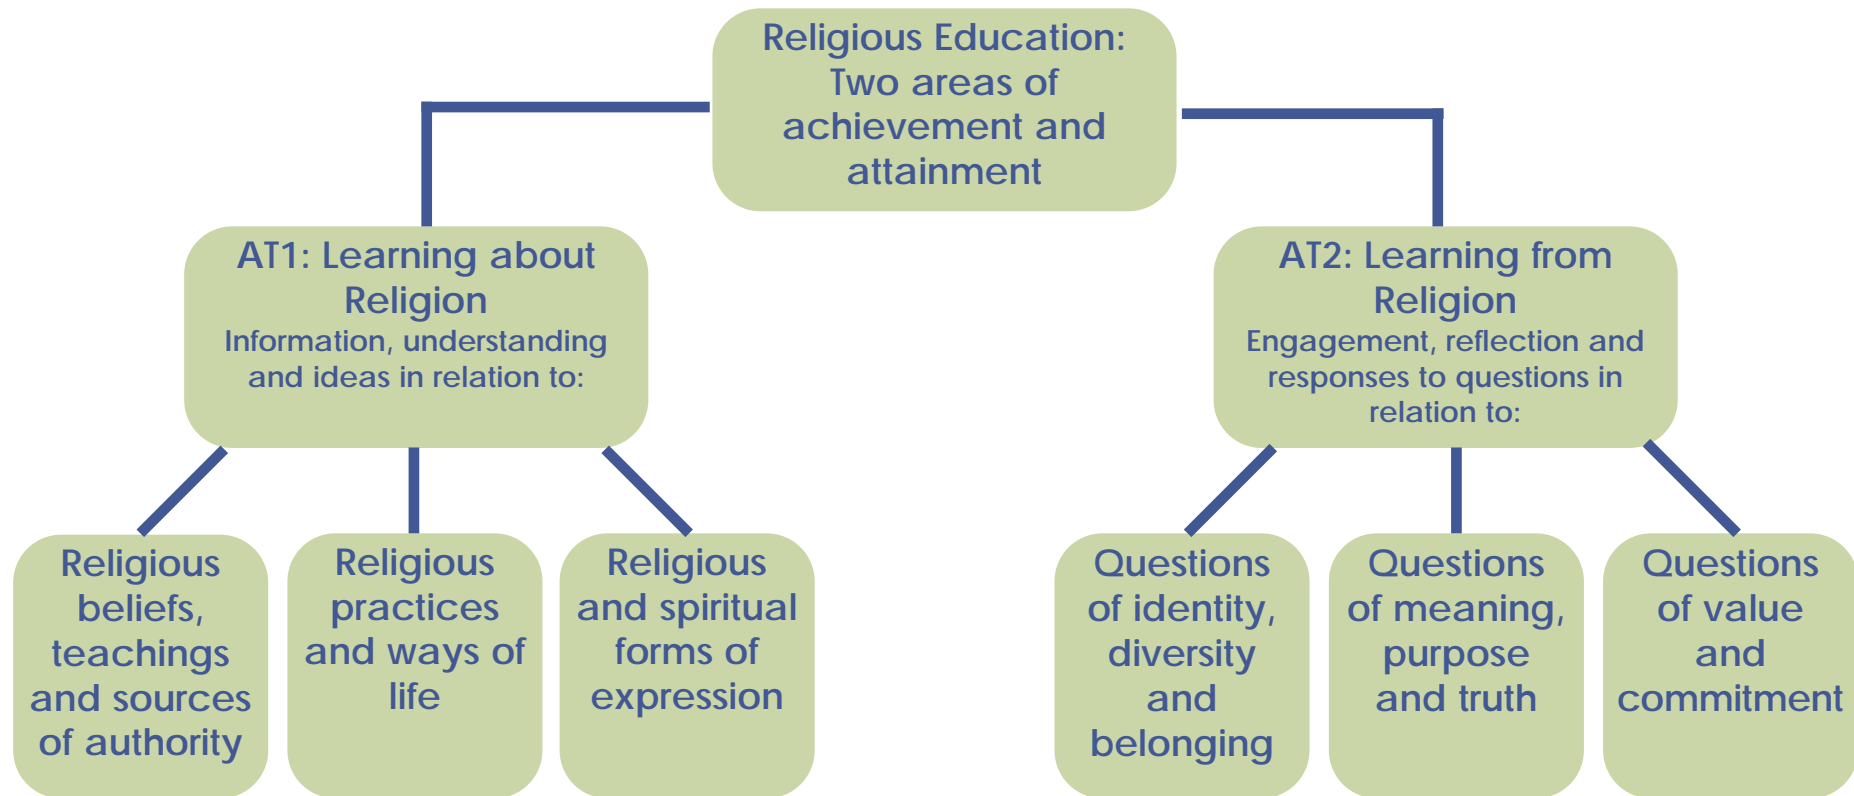 Religious Education:
Two areas of
achievement and
attainment
AT1: Learning about
Religion
Information, understanding
and ideas in relation to:
AT2: Learning from
Religion
Engagement, reflection and
responses to questions in
relation to:
Religious
beliefs,
teachings
and sources
of authority
Religious
practices
and ways of
life
Religious
and spiritual
forms of
expression
Questions
of identity,
diversity
and
belonging
Questions
of meaning,
purpose
and truth
Questions
of value
and
commitment